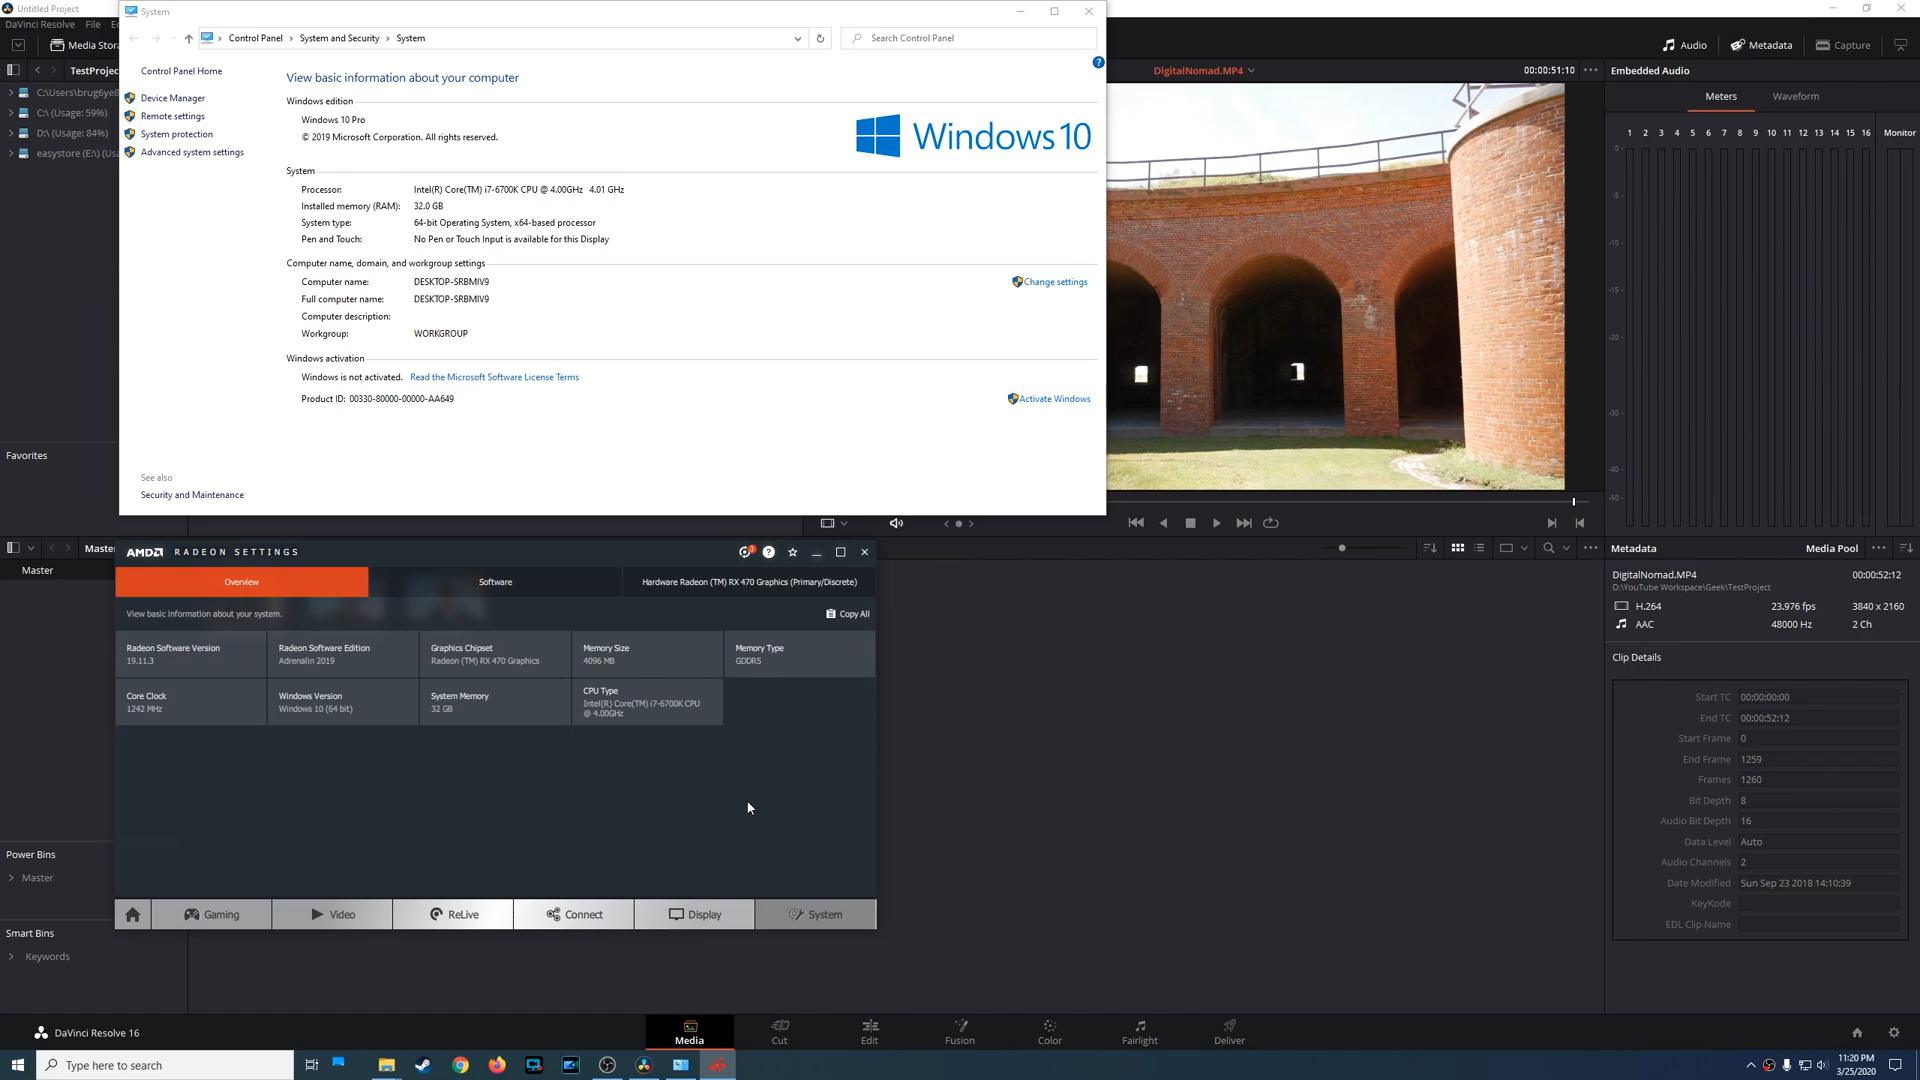 Untitled Project
DaVinci Resolve File
Media Stora
TestProjec
C:\Users\brug6ye8
C:\ (Usage: 59%)
D:\ (Usage: 84%)
easystore (E:\) (Usa
Favorites
System
Control Panel
System and Security
System
Search Control Panel
Control Panel Home
Device Manager
Remote settings
System protection
Advanced system settings
See also
Security and Maintenance
View basic information about your computer
Windows edition
Windows 10 Pro
© 2019 Microsoft Corporation. All rights reserved.
Windows 10
System
Processor: Intel(R) Core(TM) i7-6700K CPU @ 4.00GHz 4.01 GHz
Installed memory (RAM): 32.0 GB
System type: 64-bit Operating System, x64-based processor
Pen and Touch: No Pen or Touch Input is available for this Display
Computer name, domain, and workgroup settings
Computer name: DESKTOP-SRBMIV9
Change settings
Full computer name: DESKTOP-SRBMIV9
Computer description:
Workgroup: WORKGROUP
Windows activation
Windows is not activated. Read the Microsoft Software License Terms
Product ID: 00330-80000-00000-AA649
Activate Windows
Audio
Metadata
Capture
DigitalNomad.MP4
00:00:51:10
Embedded Audio
Meters
Waveform
1 2 3 4 5 6 7 8 9 10 11 12 13 14 15 16 Monitor
0
-5
-10
-15
-20
-30
-40
-50
Master
Master
AMD RADEON SETTINGS
Overview
Software
Hardware Radeon (TM) RX 470 Graphics (Primary/Discrete)
View basic information about your system.
Copy All
Radeon Software Version
19.11.3
Radeon Software Edition
Adrenalin 2019
Graphics Chipset
Radeon (TM) RX 470 Graphics
Memory Size
4096 MB
Memory Type
GDDR5
Core Clock
1242 MHz
Windows Version
Windows 10 (64 bit)
System Memory
32 GB
CPU Type
Intel(R) Core(TM) i7-6700K CPU
@ 4.00GHz
Gaming
Video
ReLive
Connect
Display
System
Power Bins
Master
Smart Bins
Keywords
Metadata
Media Pool
DigitalNomad.MP4
00:00:52:12
D:\YouTube Workspace\Geek\TestProject
H.264 23.976 fps 3840 x 2160
AAC 48000 Hz 2 Ch
Clip Details
Start TC 00:00:00:00
End TC 00:00:52:12
Start Frame 0
End Frame 1259
Frames 1260
Bit Depth 8
Audio Bit Depth 16
Data Level Auto
Audio Channels 2
Date Modified Sun Sep 23 2018 14:10:39
KeyKode
EDL Clip Name
DaVinci Resolve 16
Media
Cut
Edit
Fusion
Color
Fairlight
Deliver
Type here to search
11:20 PM
3/25/2020